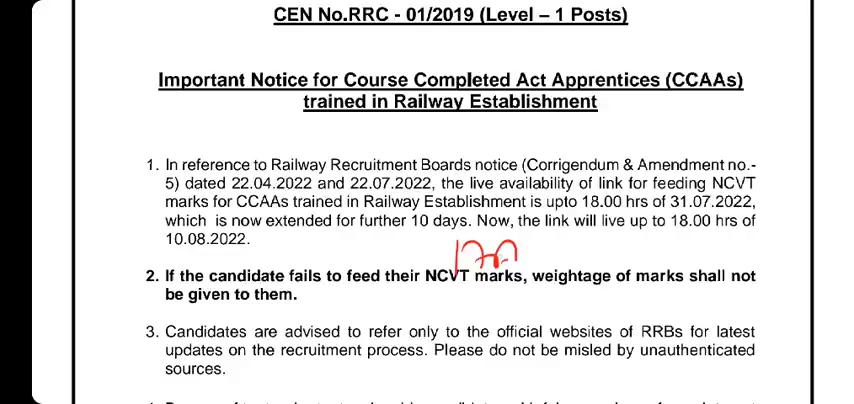 CEN No.RRC - 01/2019 (Level – 1 Posts)
Important Notice for Course Completed Act Apprentices (CCAAs)
trained in Railway Establishment
1. In reference to Railway Recruitment Boards notice (Corrigendum & Amendment no.-
5) dated 22.04.2022 and 22.07.2022, the live availability of link for feeding NCVT
marks for CCAAs trained in Railway Establishment is upto 18.00 hrs of 31.07.2022,
which is now extended for further 10 days. Now, the link will live up to 18.00 hrs of
10.08.2022.
2. If the candidate fails to feed their NCVT marks, weightage of marks shall not
be given to them.
3. Candidates are advised to refer only to the official websites of RRBs for latest
updates on the recruitment process. Please do not be misled by unauthenticated
sources.